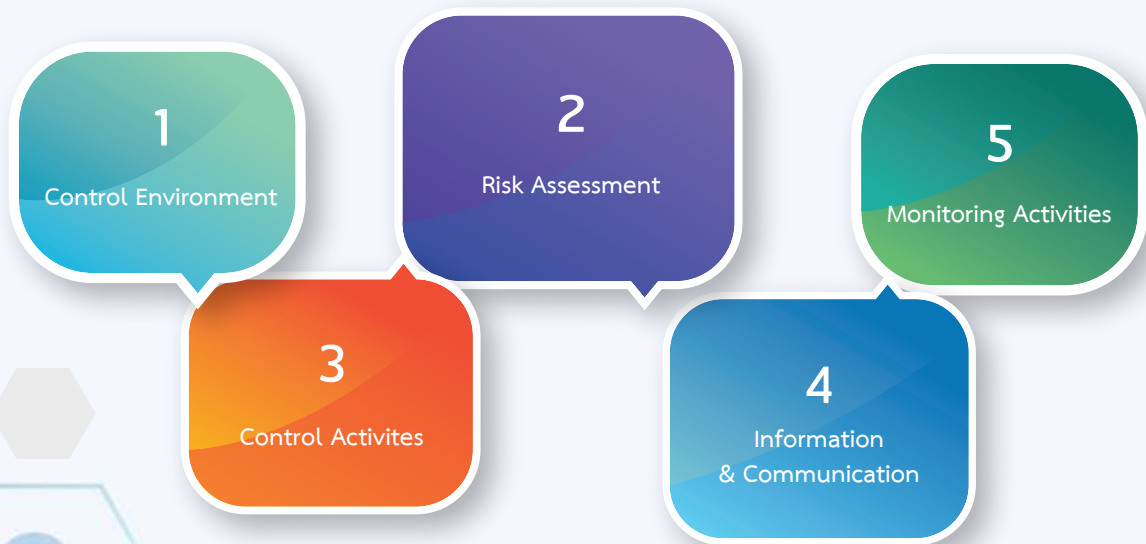 1
Control Environment
2
Risk Assessment
3
Control Activites
4
Information
& Communication
5
Monitoring Activities